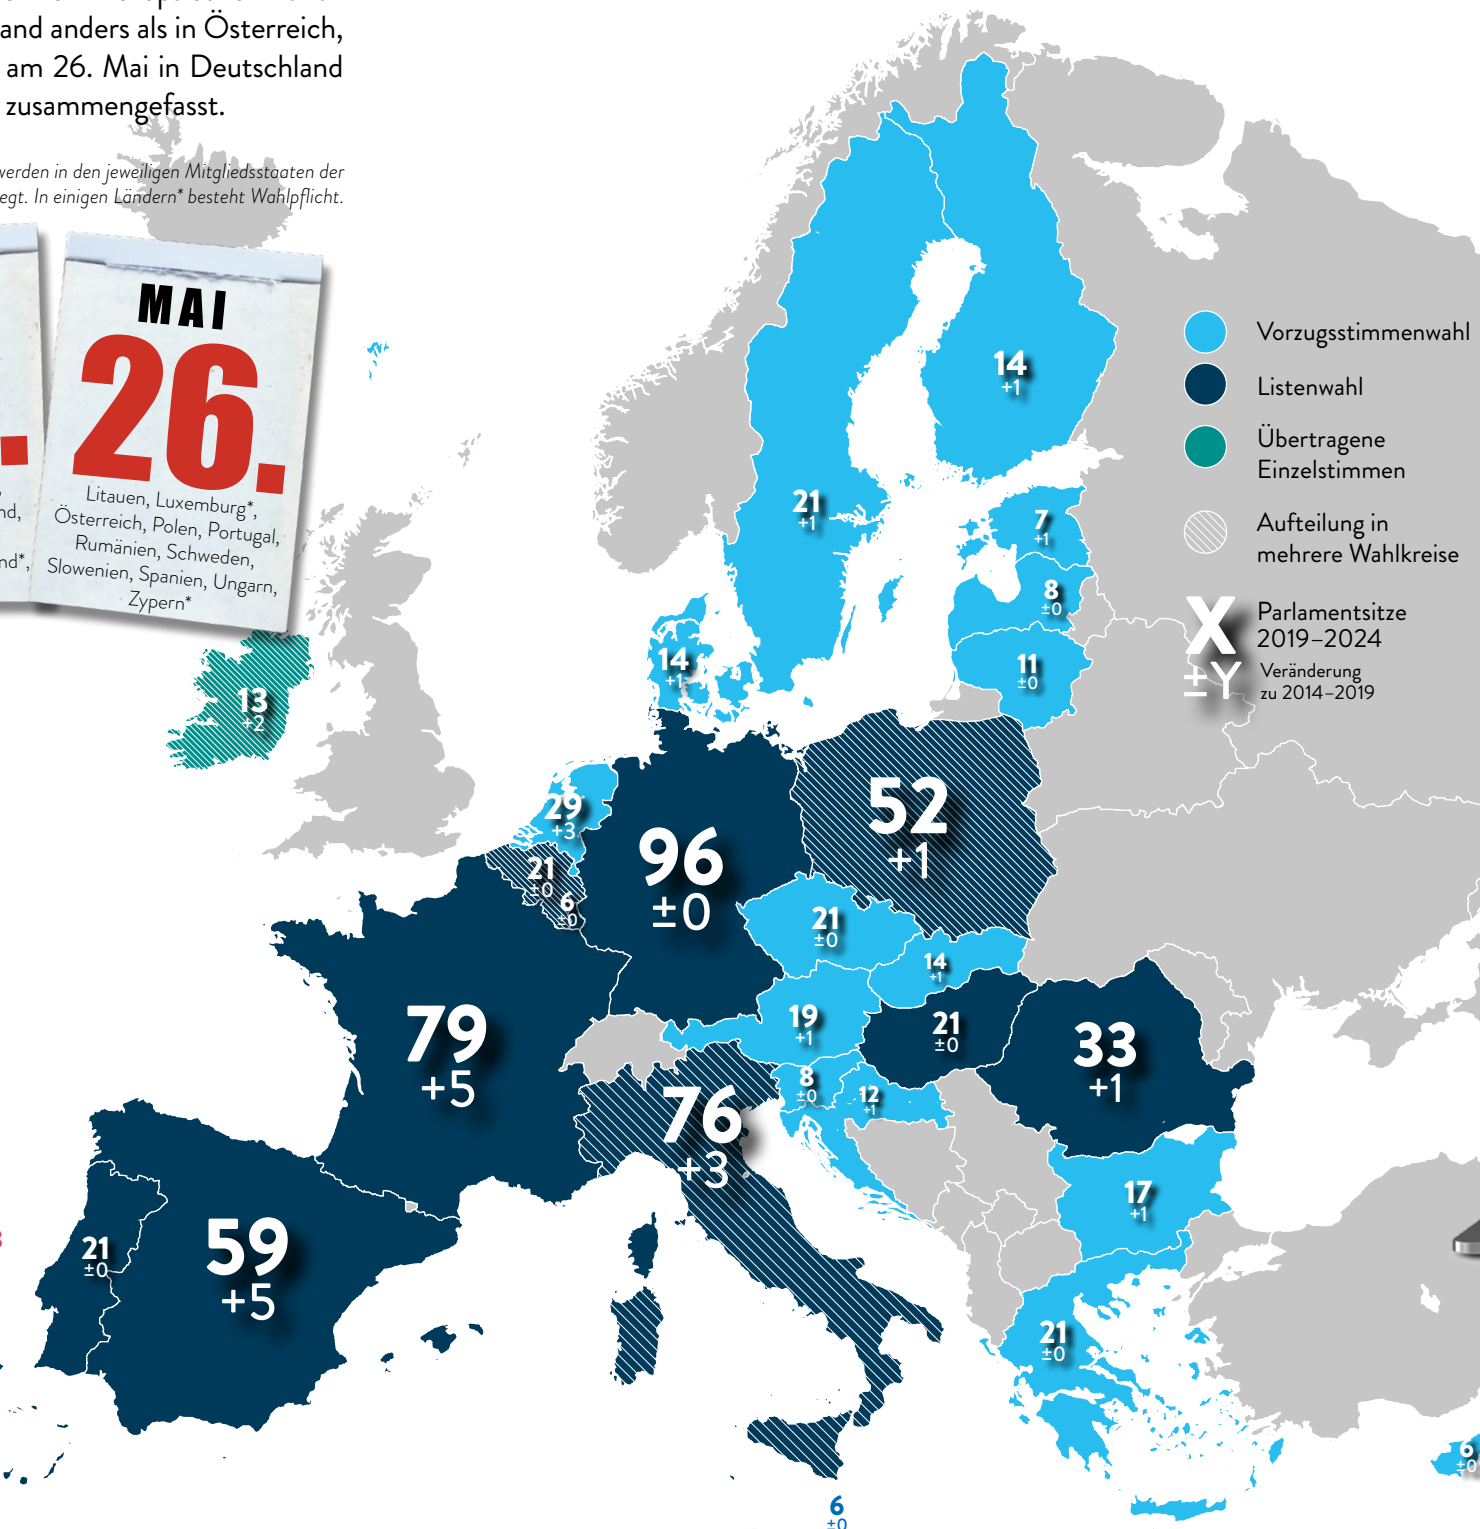 and anders als in Österreich,
am 26. Mai in Deutschland
zusammengefasst.
werden in den jeweiligen Mitgliedsstaaten der
egt. In einigen Ländern* besteht Wahlpflicht.
MAI
26.
Litauen, Luxemburg*,
Österreich, Polen, Portugal,
Rumänien, Schweden,
Slowenien, Spanien, Ungarn,
Zypern*
nd,
nd*,
Vorzugsstimmenwahl
Listenwahl
Übertragene
Einzelstimmen
Aufteilung in
mehrere Wahlkreise
X
Parlamentsitze
2019–2024
±Y
Veränderung
zu 2014–2019
14
+1
21
+1
7
+1
8
±0
11
±0
14
+1
13
+2
29
+3
52
+1
96
±0
21
±0
6
±0
21
±0
14
+1
79
+5
19
+1
21
±0
33
+1
8
±0
12
+1
76
+3
17
+1
21
±0
59
+5
21
±0
6
±0
6
±0